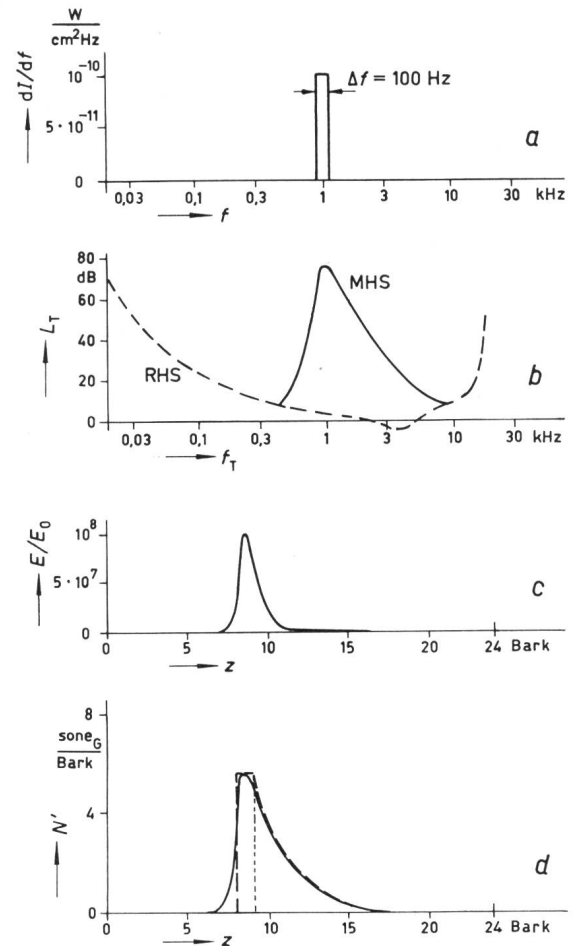 W
cm²Hz
dI/df
10⁻¹⁰
5·10⁻¹¹
0
Δf = 100 Hz
a
0,03 0,1 0,3 1 3 10 30 kHz
f
80
dB
60
40
20
0
L_T
RHS
MHS
b
0,03 0,1 0,3 1 3 10 30 kHz
f_T
E/E₀
10⁸
5·10⁷
0
c
0 5 10 15 20 24 Bark
z
8
sone_G
Bark
4
0
N'
d
0 5 10 15 20 24 Bark
z